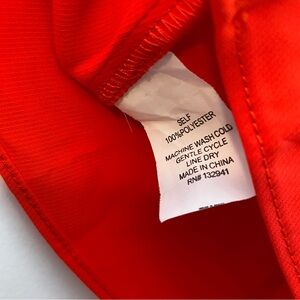 SELF
100%POLYESTER
MACHINE WASH COLD
GENTLE CYCLE
LINE DRY
MADE IN CHINA
RN# 132941